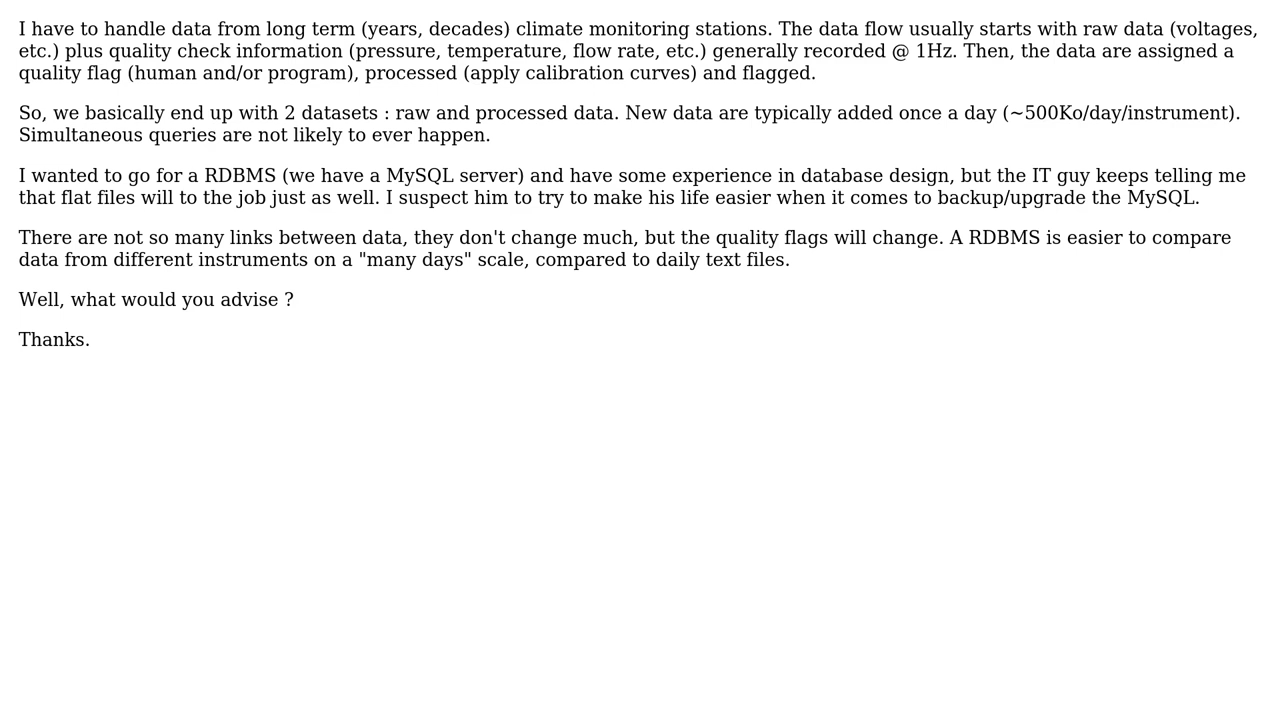 I have to handle data from long term (years, decades) climate monitoring stations. The data flow usually starts with raw data (voltages,
etc.) plus quality check information (pressure, temperature, flow rate, etc.) generally recorded @ 1Hz. Then, the data are assigned a
quality flag (human and/or program), processed (apply calibration curves) and flagged.
So, we basically end up with 2 datasets : raw and processed data. New data are typically added once a day (~500Ko/day/instrument).
Simultaneous queries are not likely to ever happen.
I wanted to go for a RDBMS (we have a MySQL server) and have some experience in database design, but the IT guy keeps telling me
that flat files will to the job just as well. I suspect him to try to make his life easier when it comes to backup/upgrade the MySQL.
There are not so many links between data, they don't change much, but the quality flags will change. A RDBMS is easier to compare
data from different instruments on a "many days" scale, compared to daily text files.
Well, what would you advise ?
Thanks.